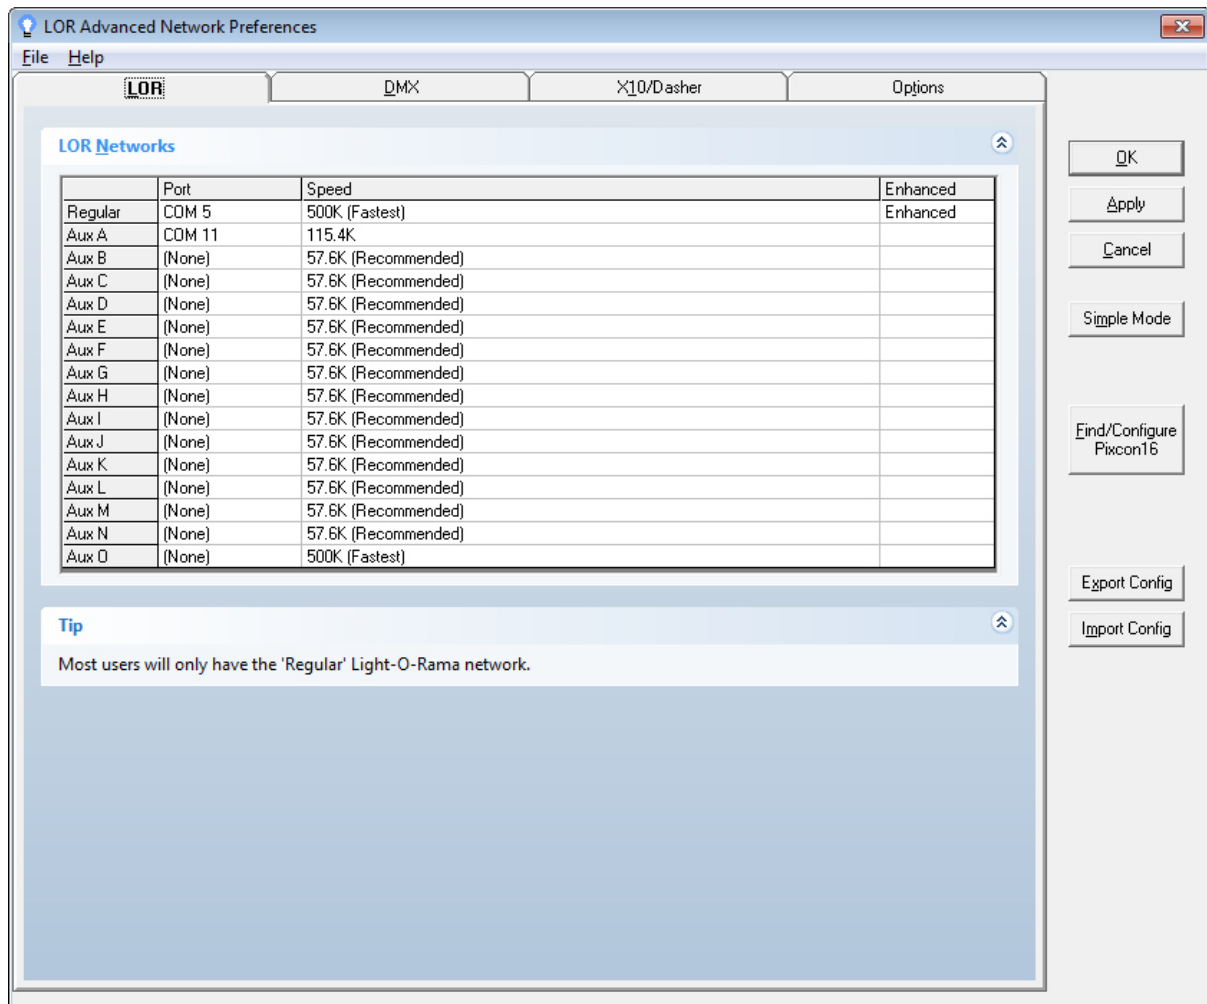 LOR Advanced Network Preferences
File Help
LOR DMX X10/Dasher Options
LOR Networks
Port Speed Enhanced
Regular COM 5 500K (Fastest) Enhanced
Aux A COM 11 115.4K
Aux B (None) 57.6K (Recommended)
Aux C (None) 57.6K (Recommended)
Aux D (None) 57.6K (Recommended)
Aux E (None) 57.6K (Recommended)
Aux F (None) 57.6K (Recommended)
Aux G (None) 57.6K (Recommended)
Aux H (None) 57.6K (Recommended)
Aux I (None) 57.6K (Recommended)
Aux J (None) 57.6K (Recommended)
Aux K (None) 57.6K (Recommended)
Aux L (None) 57.6K (Recommended)
Aux M (None) 57.6K (Recommended)
Aux N (None) 57.6K (Recommended)
Aux O (None) 500K (Fastest)
Tip
Most users will only have the 'Regular' Light-O-Rama network.
OK
Apply
Cancel
Simple Mode
Find/Configure
Pixcon16
Export Config
Import Config